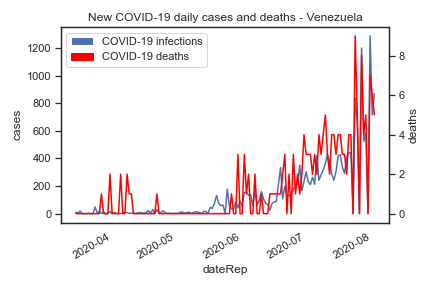 New COVID-19 daily cases and deaths - Venezuela
COVID-19 infections
COVID-19 deaths
1200
1000
800
600
400
200
0
cases
8
6
4
2
0
deaths
2020-04
2020-05
2020-06
2020-07
2020-08
dateRep